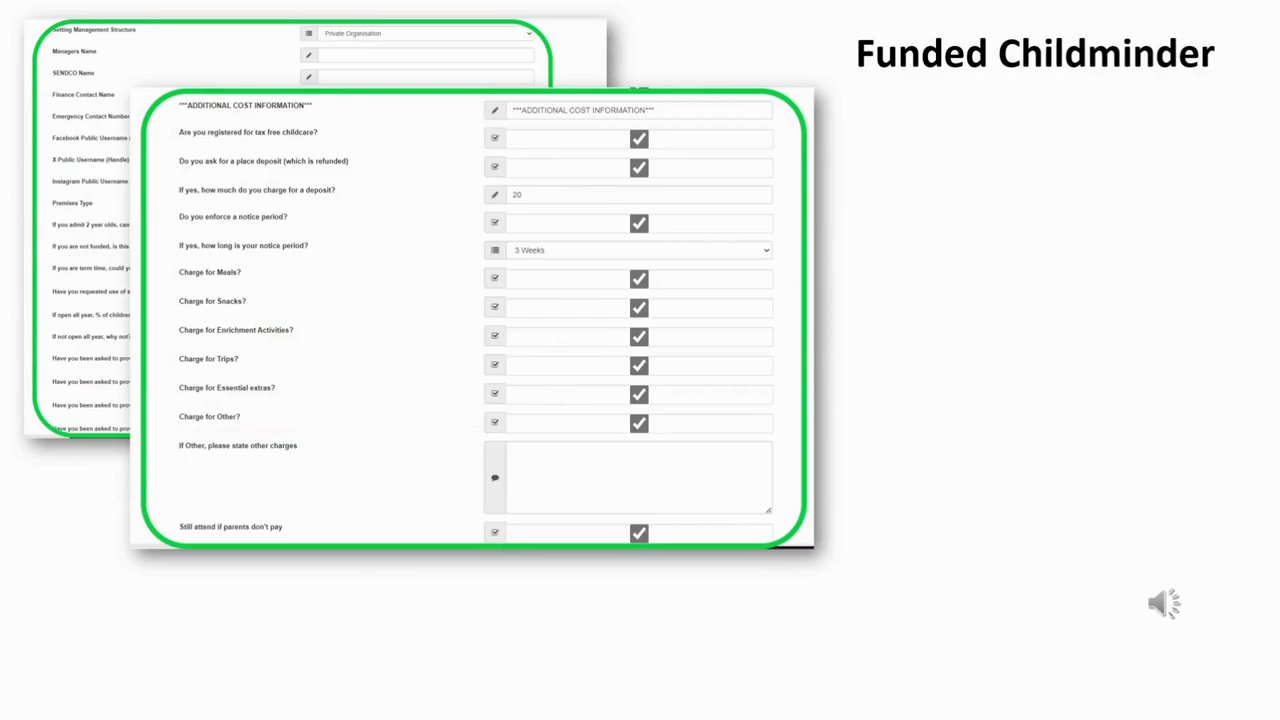 Funded Childminder
Setting Management Structure
Private Organisation
Managers Name
SENDCO Name
Finance Contact Name
Emergency Contact Number
Facebook Public Username
X Public Username (Handle)
Instagram Public Username
Premises Type
If you admit 2 year olds, can
If you are not funded, is this
If you are term time, could
Have you requested use of
If open all year, % of
If not open all year, why not?
Have you been asked to
Have you been asked to
Have you been asked to
Have you been asked to
***ADDITIONAL COST INFORMATION***
***ADDITIONAL COST INFORMATION***
Are you registered for tax free childcare?
Do you ask for a place deposit (which is refunded)
If yes, how much do you charge for a deposit?
20
Do you enforce a notice period?
If yes, how long is your notice period?
3 Weeks
Charge for Meals?
Charge for Snacks?
Charge for Enrichment Activities?
Charge for Trips?
Charge for Essential extras?
Charge for Other?
If Other, please state other charges
Still attend if parents don't pay